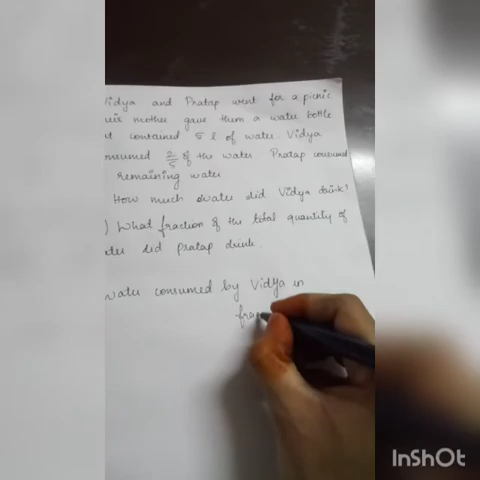 Vidya and Pratap went for a picnic
mother gave them a water bottle
contained 5 l of water. Vidya
consumed 2/5 of the water Pratap consumed
remaining water
How much water did Vidya drink?
) What fraction of the total quantity of
did pratap drink.
water consumed by Vidya in
frac
InShOt